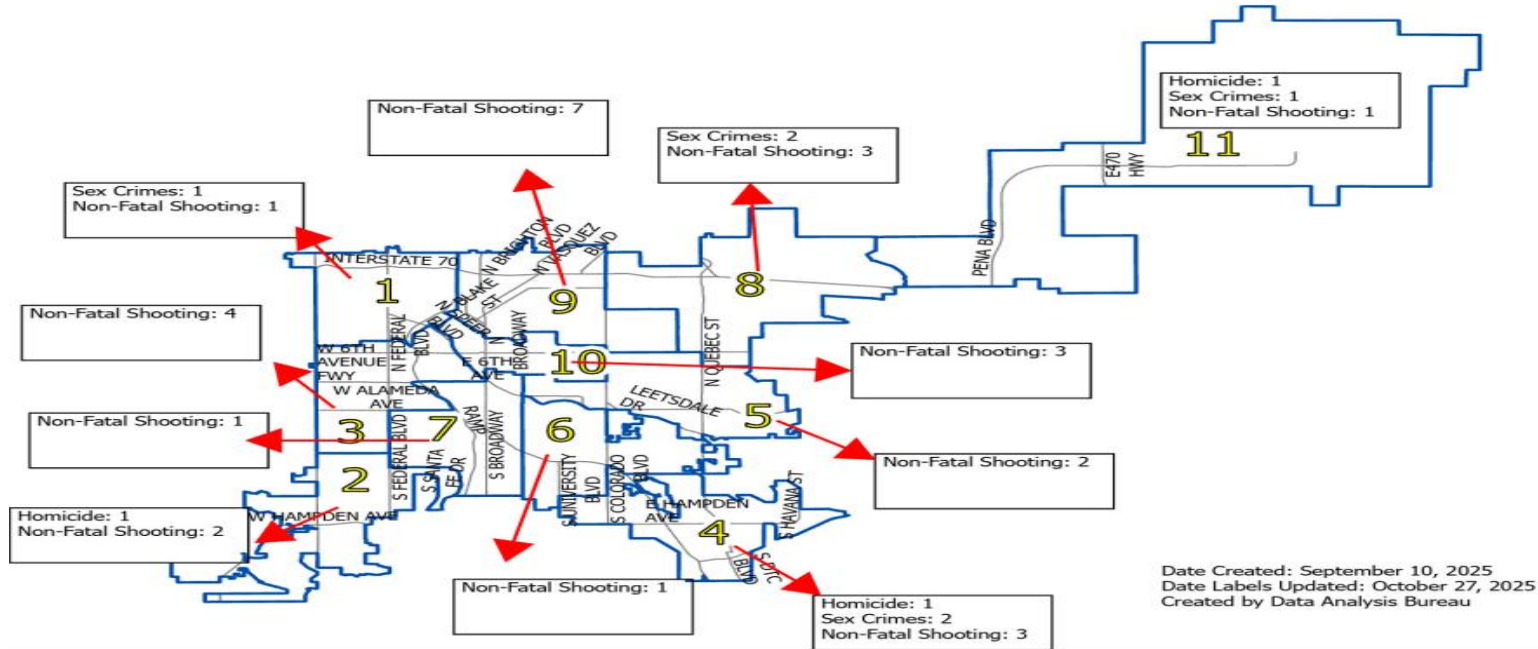 Homicide: 1
Sex Crimes: 1
Non-Fatal Shooting: 1
11
E470
HWY
PENA BLVD
Non-Fatal Shooting: 7
Sex Crimes: 2
Non-Fatal Shooting: 3
Sex Crimes: 1
Non-Fatal Shooting: 1
INTERSTATE 70
N BRIGHTON
BLVD
N VASQUEZ
BLVD
1
N BLAKE
ST
9
8
Non-Fatal Shooting: 4
N SPEER
BLVD
N FEDERAL
BLVD
N
BROADWAY
N QUEBEC ST
W 6TH
AVENUE
FWY
E 6TH
AVE
10
Non-Fatal Shooting: 3
W ALAMEDA
AVE
LEETSDALE
DR
Non-Fatal Shooting: 1
3
7
RAMP
6
5
S FEDERAL BLVD
S SANTA
FE DR
S BROADWAY
S UNIVERSITY
BLVD
S COLORADO
BLVD
Non-Fatal Shooting: 2
2
Homicide: 1
Non-Fatal Shooting: 2
W HAMPDEN AVE
E HAMPDEN
AVE
S HAVANA ST
4
S DTC
BLVD
Non-Fatal Shooting: 1
Homicide: 1
Sex Crimes: 2
Non-Fatal Shooting: 3
Date Created: September 10, 2025
Date Labels Updated: October 27, 2025
Created by Data Analysis Bureau